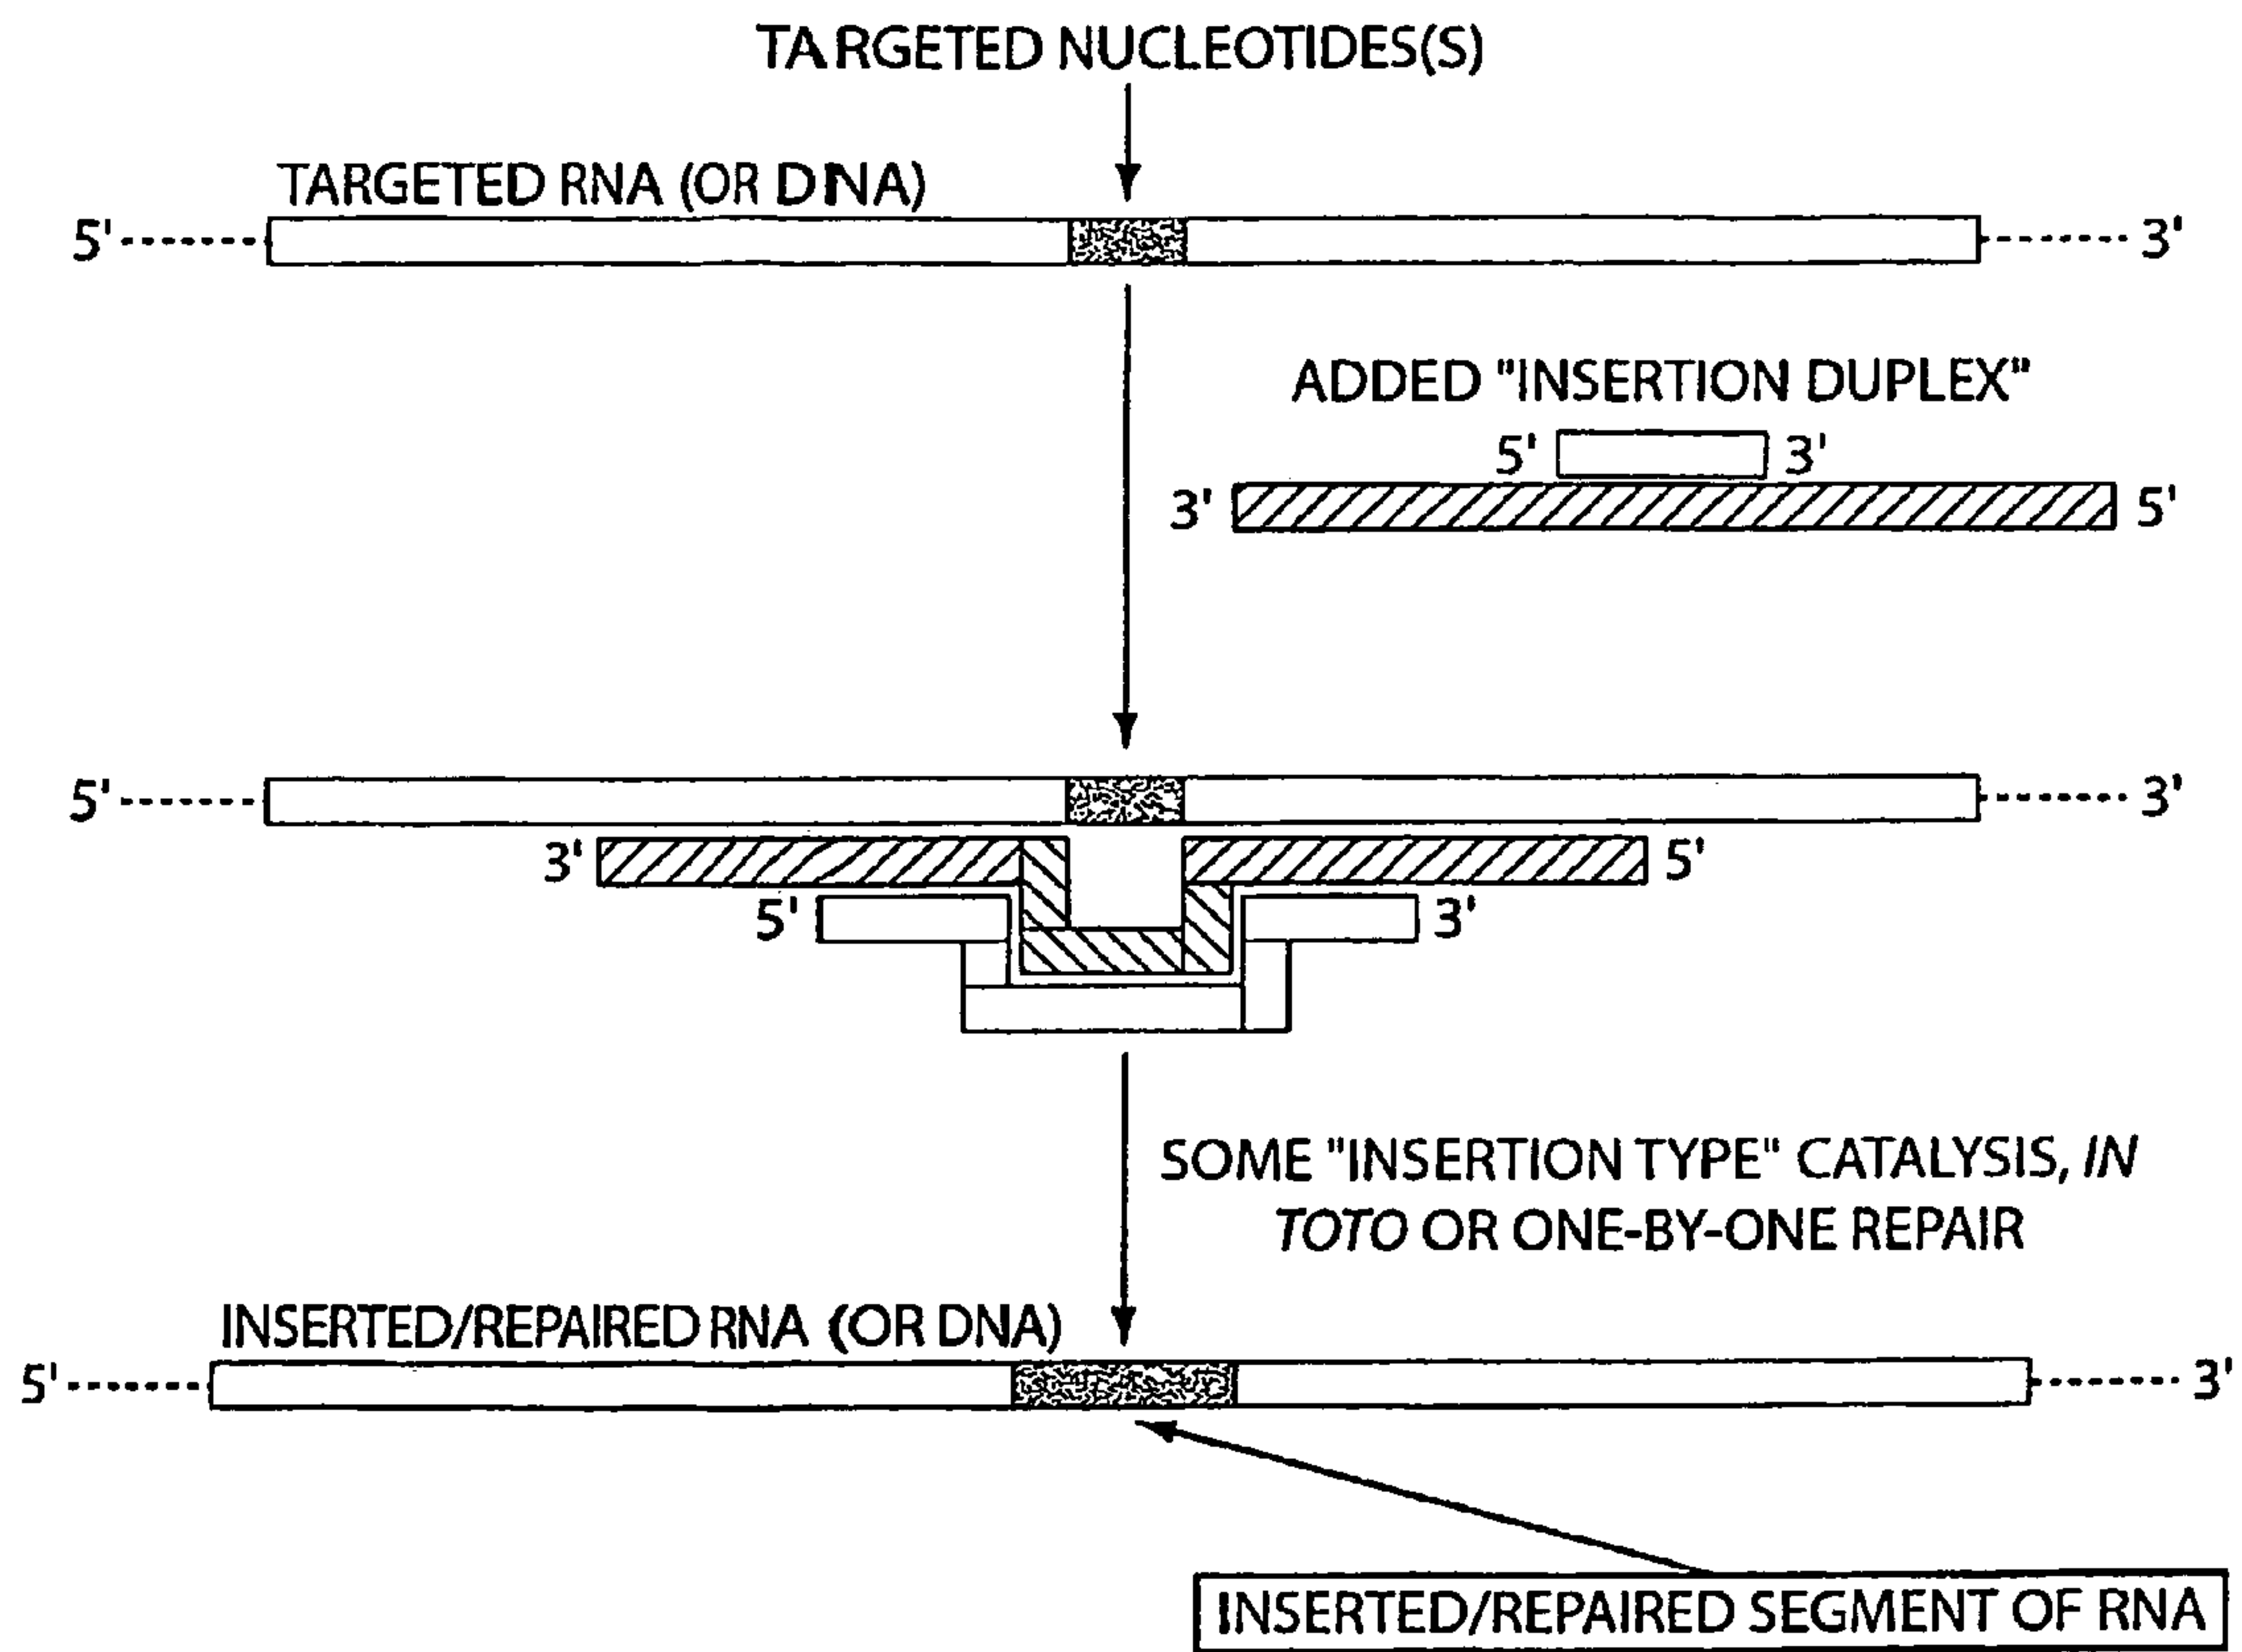 TARGETED NUCLEOTIDES(S)
TARGETED RNA (OR DNA)
5' 3'
ADDED "INSERTION DUPLEX"
5' 3'
3' 5'
5' 3'
3' 5'
5' 3'
SOME "INSERTION TYPE" CATALYSIS, IN
TOTO OR ONE-BY-ONE REPAIR
INSERTED/REPAIRED RNA (OR DNA)
5' 3'
INSERTED/REPAIRED SEGMENT OF RNA